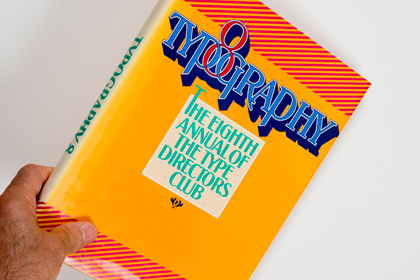 8
TYPOGRAPHY
THE EIGHTH
ANNUAL OF
THE TYPE
DIRECTORS
CLUB
TYPOGRAPHY 8